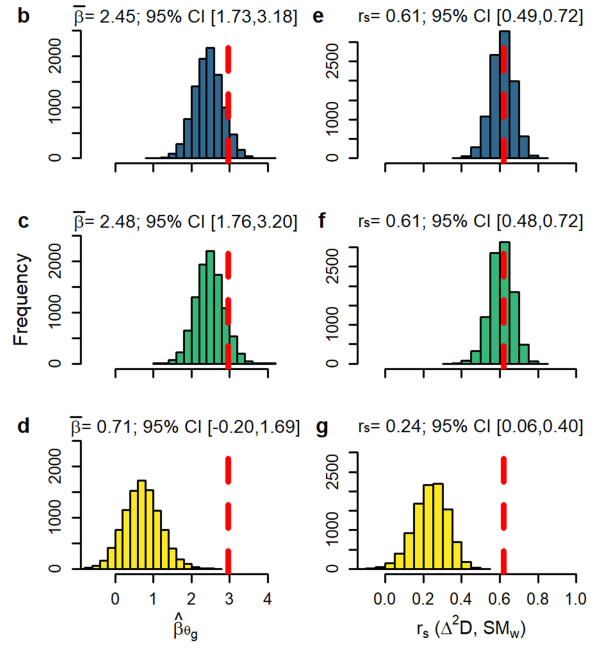 b
β̅= 2.45; 95% CI [1.73,3.18]
0 1000 2000
e
rs= 0.61; 95% CI [0.49,0.72]
0 1000 2500
c
β̅= 2.48; 95% CI [1.76,3.20]
0 1000 2000
f
rs= 0.61; 95% CI [0.48,0.72]
0 1000 2500
Frequency
d
β̅= 0.71; 95% CI [-0.20,1.69]
0 1000 2000
0 1 2 3 4
β̂θg
g
rs= 0.24; 95% CI [0.06,0.40]
0 1000 2500
0.0 0.2 0.4 0.6 0.8 1.0
rs (Δ²D, SMw)